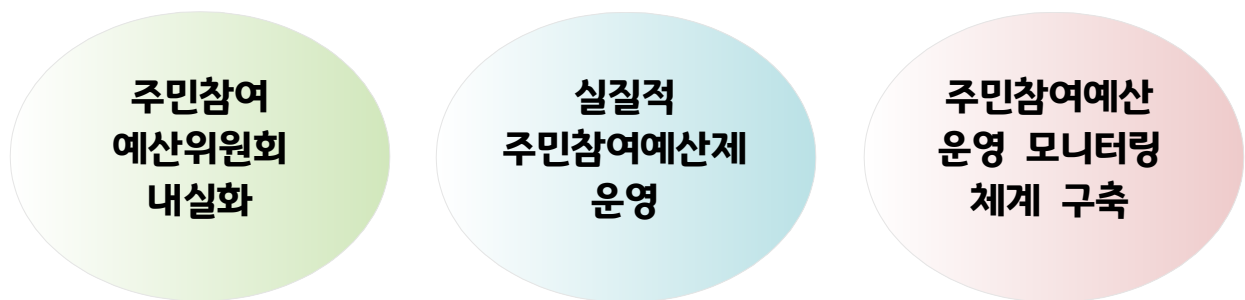 주민참여
예산위원회
내실화
실질적
주민참여예산제
운영
주민참여예산
운영 모니터링
체계 구축